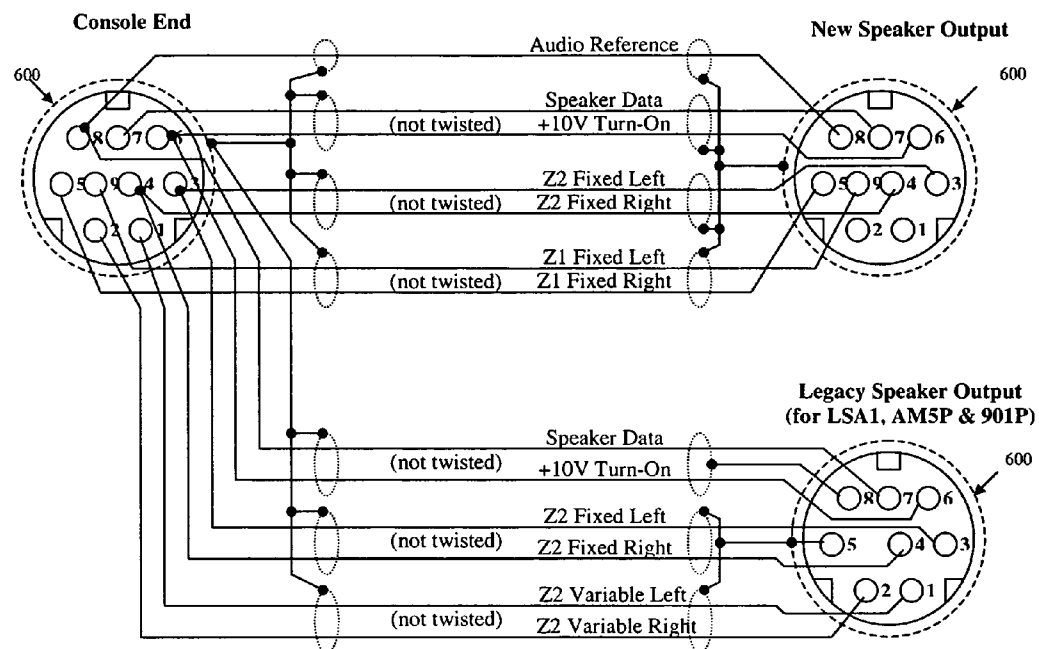 Console End
New Speaker Output
600
600
Audio Reference
Speaker Data
(not twisted) +10V Turn-On
Z2 Fixed Left
(not twisted) Z2 Fixed Right
Z1 Fixed Left
(not twisted) Z1 Fixed Right
8 7 6
5 9 4 3
2 1
8 7 6
5 9 4 3
2 1
Legacy Speaker Output
(for LSA1, AM5P & 901P)
600
Speaker Data
(not twisted) +10V Turn-On
Z2 Fixed Left
(not twisted) Z2 Fixed Right
Z2 Variable Left
(not twisted) Z2 Variable Right
8 7 6
5 4 3
2 1